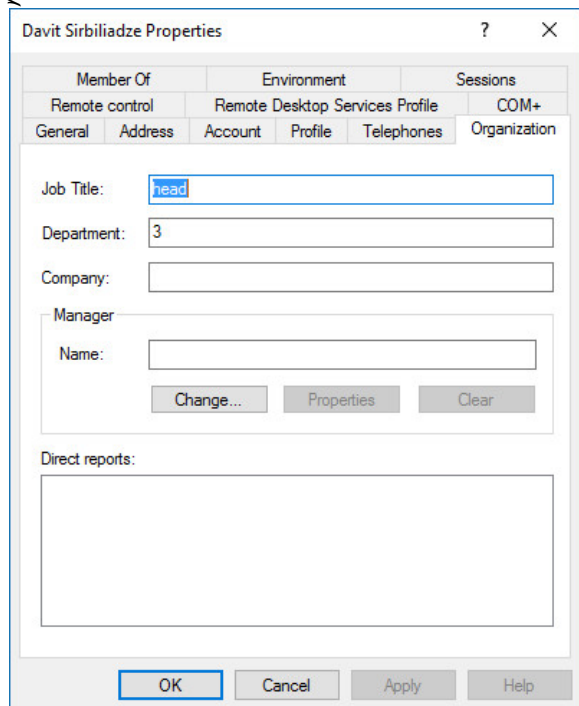 Davit Sirbiliadze Properties ? ×
Member Of Environment Sessions
Remote control Remote Desktop Services Profile COM+
General Address Account Profile Telephones Organization
Job Title: head
Department: 3
Company:
Manager
Name:
Change... Properties Clear
Direct reports:
OK Cancel Apply Help